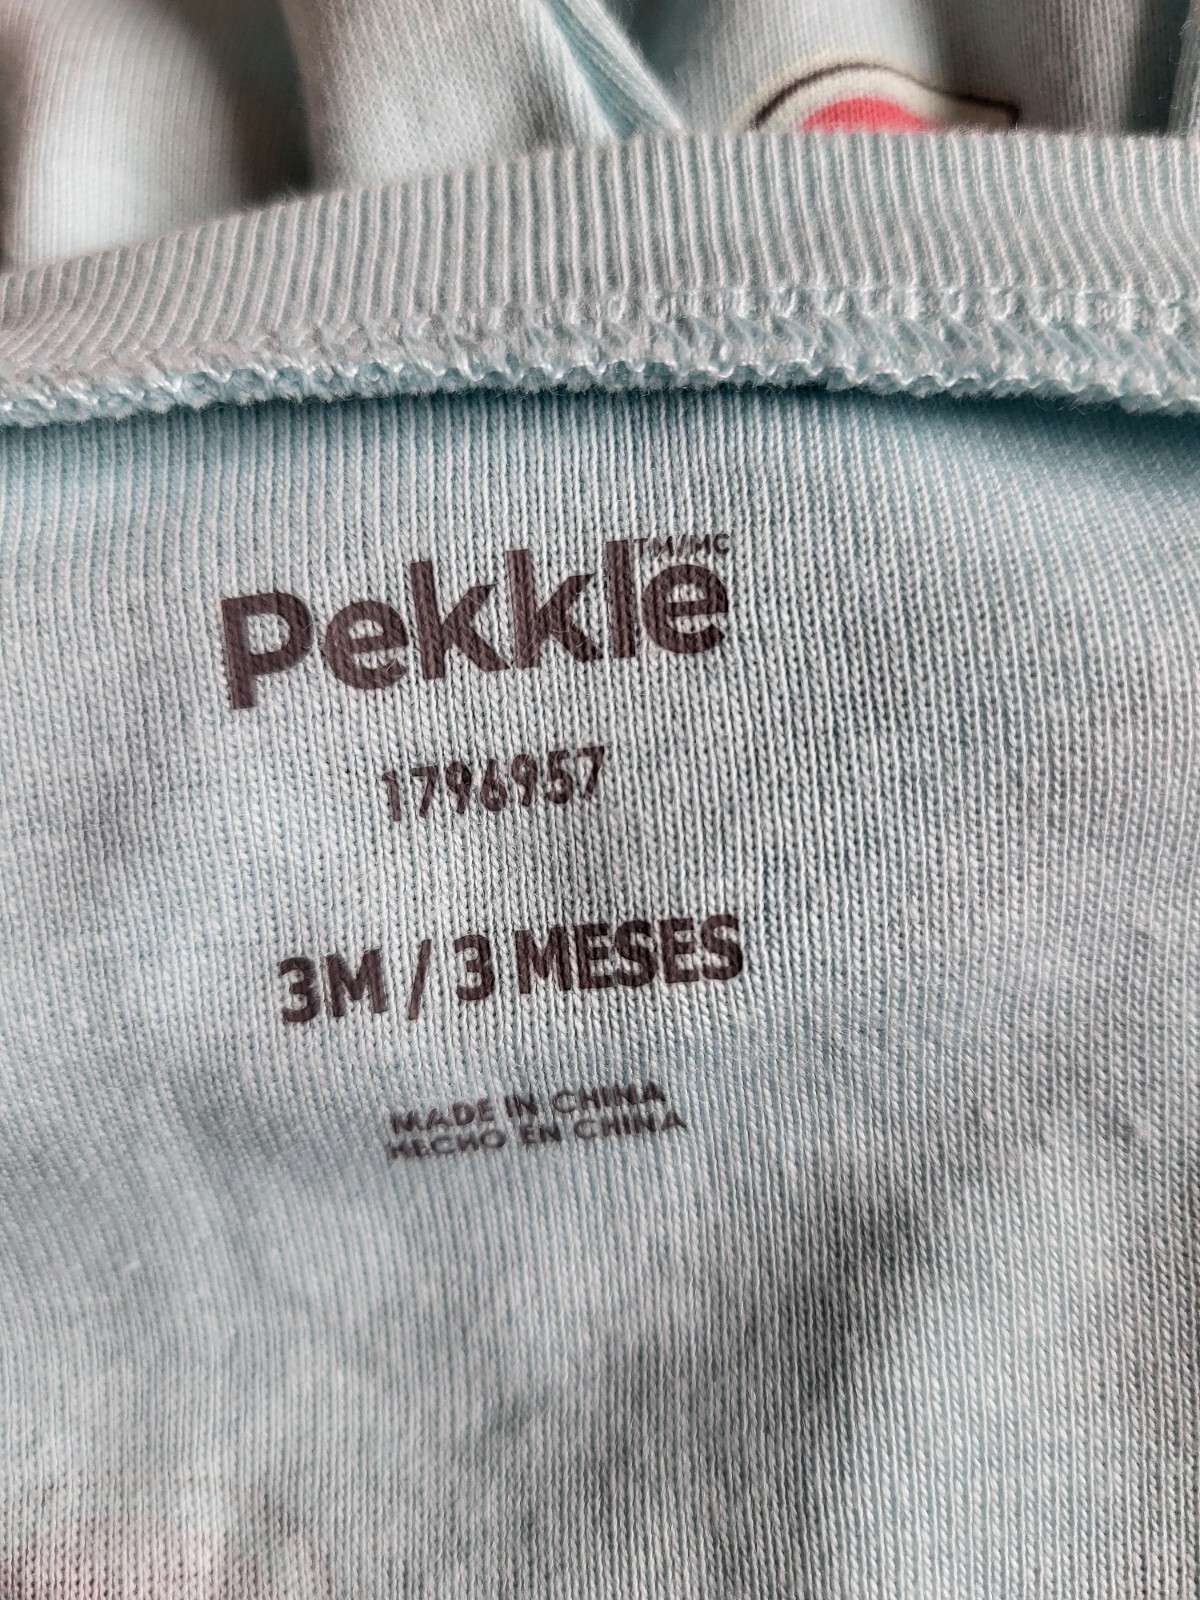 Pekkle TM/MC
1796957
3M / 3 MESES
MADE IN CHINA
HECHO EN CHINA